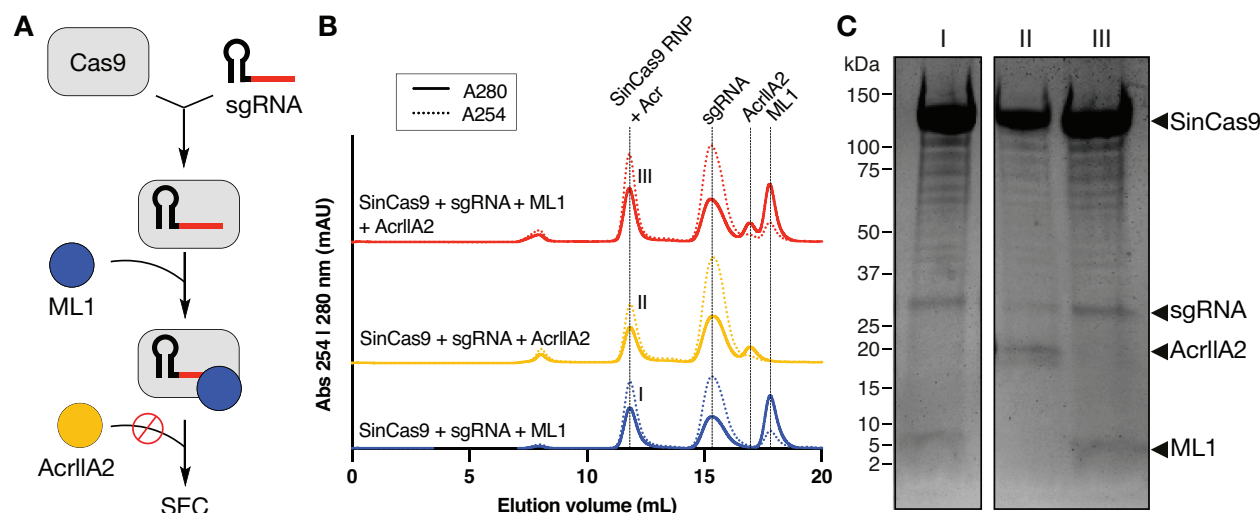 A
Cas9
sgRNA
ML1
AcrIIA2
SEC
B
A280
A254
SinCas9 RNP
+ Acr
sgRNA
AcrIIA2
ML1
III
SinCas9 + sgRNA + ML1
+ AcrIIA2
II
SinCas9 + sgRNA + AcrIIA2
I
SinCas9 + sgRNA + ML1
Abs 254 | 280 nm (mAU)
0 5 10 15 20
Elution volume (mL)
C
I II III
kDa
150
100
75
50
37
25
20
15
10
5
2
SinCas9
sgRNA
AcrIIA2
ML1